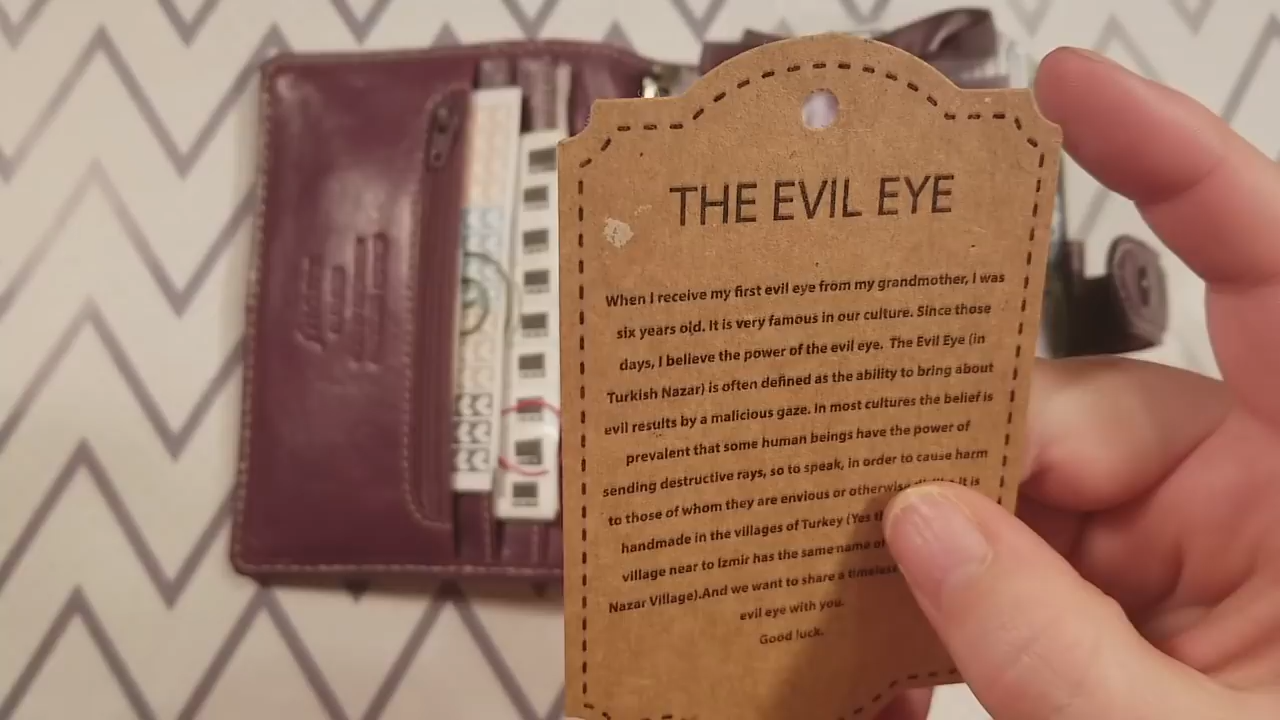 THE EVIL EYE
When I receive my first evil eye from my grandmother, I was
six years old. It is very famous in our culture. Since those
days, I believe the power of the evil eye. The Evil Eye (in
Turkish Nazar) is often defined as the ability to bring about
evil results by a malicious gaze. In most cultures the belief is
prevalent that some human beings have the power of
sending destructive rays, so to speak, in order to cause harm
to those of whom they are envious or otherwise It is
handmade in the villages of Turkey (Yes
village near to Izmir has the same name
Nazar Village).And we want to share a timeless
evil eye with you.
Good luck.